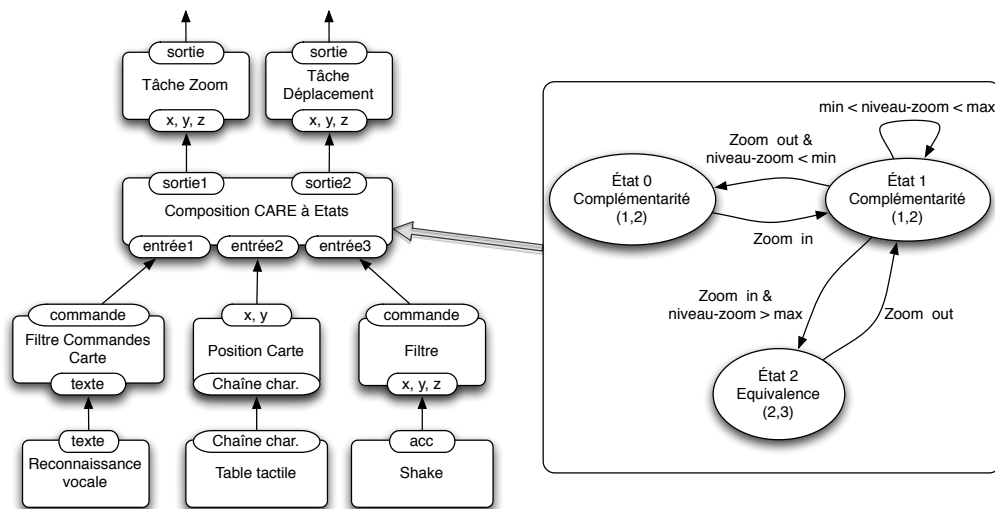 sortie
sortie
Tâche Zoom
Tâche
Déplacement
x, y, z
x, y, z
sortie1
sortie2
Composition CARE à Etats
entrée1
entrée2
entrée3
commande
x, y
commande
Filtre Commandes
Carte
Position Carte
Filtre
texte
Chaîne char.
x, y, z
texte
Chaîne char.
acc
Reconnaissance
vocale
Table tactile
Shake
min < niveau-zoom < max
Zoom out &
niveau-zoom < min
État 0
Complémentarité
(1,2)
État 1
Complémentarité
(1,2)
Zoom in
Zoom in &
niveau-zoom > max
Zoom out
État 2
Equivalence
(2,3)